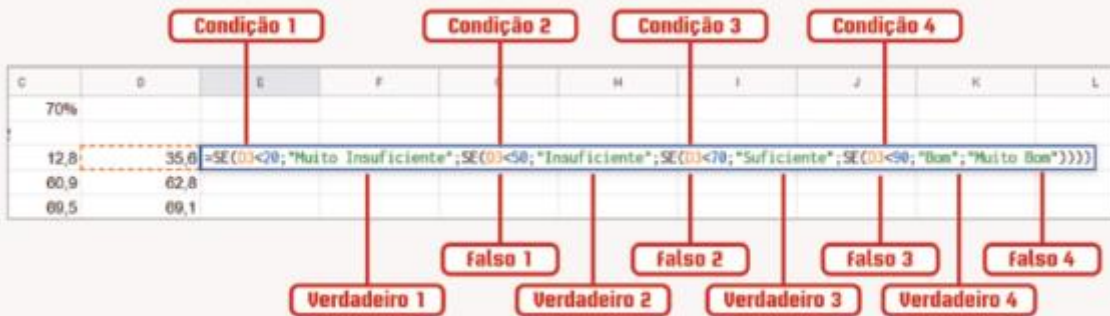 Condição 1 Condição 2 Condição 3 Condição 4
C D E F H I J K L
70%
12,8 35,6 =SE(D3<20;"Muito Insuficiente";SE(D3<50;"Insuficiente";SE(D3<70;"Suficiente";SE(D3<90;"Bom";"Muito Bom"))))
60,9 62,8
69,5 69,1
Falso 1 Falso 2 Falso 3 Falso 4
Verdadeiro 1 Verdadeiro 2 Verdadeiro 3 Verdadeiro 4